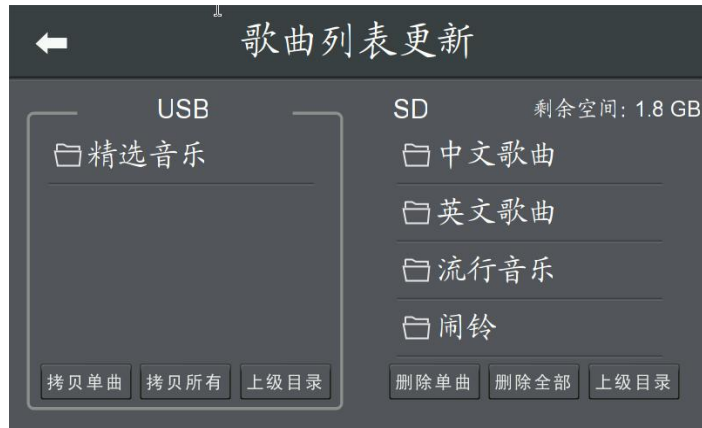 歌曲列表更新
USB
精选音乐
拷贝单曲 拷贝所有 上级目录
SD 剩余空间: 1.8 GB
中文歌曲
英文歌曲
流行音乐
闹铃
删除单曲 删除全部 上级目录